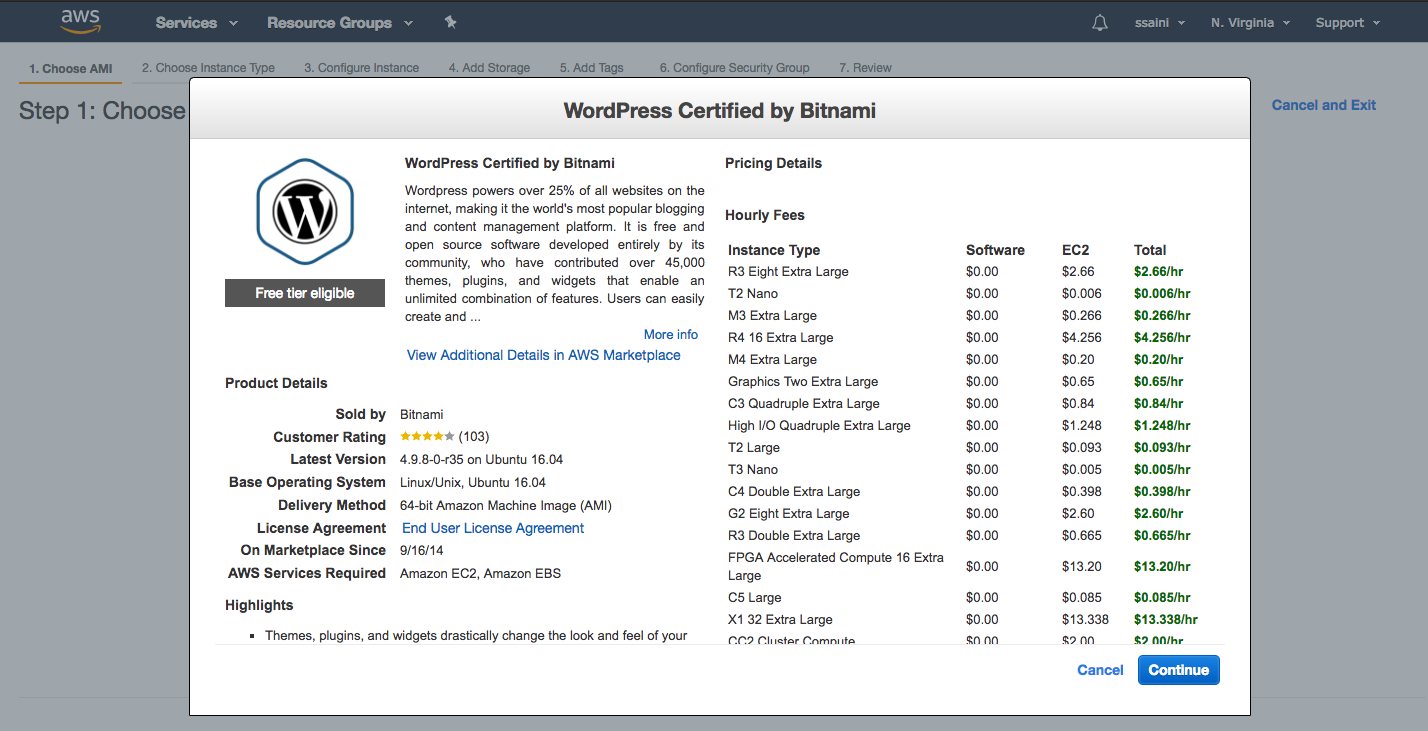 aws Services Resource Groups ssaini N. Virginia Support
1. Choose AMI 2. Choose Instance Type 3. Configure Instance 4. Add Storage 5. Add Tags 6. Configure Security Group 7. Review
Step 1: Choose
Cancel and Exit
WordPress Certified by Bitnami
Free tier eligible
WordPress Certified by Bitnami
Wordpress powers over 25% of all websites on the
internet, making it the world's most popular blogging
and content management platform. It is free and
open source software developed entirely by its
community, who have contributed over 45,000
themes, plugins, and widgets that enable an
unlimited combination of features. Users can easily
create and ...
More info
View Additional Details in AWS Marketplace
Product Details
Sold by Bitnami
Customer Rating (103)
Latest Version 4.9.8-0-r35 on Ubuntu 16.04
Base Operating System Linux/Unix, Ubuntu 16.04
Delivery Method 64-bit Amazon Machine Image (AMI)
License Agreement End User License Agreement
On Marketplace Since 9/16/14
AWS Services Required Amazon EC2, Amazon EBS
Highlights
Themes, plugins, and widgets drastically change the look and feel of your
Pricing Details
Hourly Fees
Instance Type Software EC2 Total
R3 Eight Extra Large $0.00 $2.66 $2.66/hr
T2 Nano $0.00 $0.006 $0.006/hr
M3 Extra Large $0.00 $0.266 $0.266/hr
R4 16 Extra Large $0.00 $4.256 $4.256/hr
M4 Extra Large $0.00 $0.20 $0.20/hr
Graphics Two Extra Large $0.00 $0.65 $0.65/hr
C3 Quadruple Extra Large $0.00 $0.84 $0.84/hr
High I/O Quadruple Extra Large $0.00 $1.248 $1.248/hr
T2 Large $0.00 $0.093 $0.093/hr
T3 Nano $0.00 $0.005 $0.005/hr
C4 Double Extra Large $0.00 $0.398 $0.398/hr
G2 Eight Extra Large $0.00 $2.60 $2.60/hr
R3 Double Extra Large $0.00 $0.665 $0.665/hr
FPGA Accelerated Compute 16 Extra
Large $0.00 $13.20 $13.20/hr
C5 Large $0.00 $0.085 $0.085/hr
X1 32 Extra Large $0.00 $13.338 $13.338/hr
CC2 Cluster Compute $0.00 $2.00 $2.00/hr
Cancel Continue